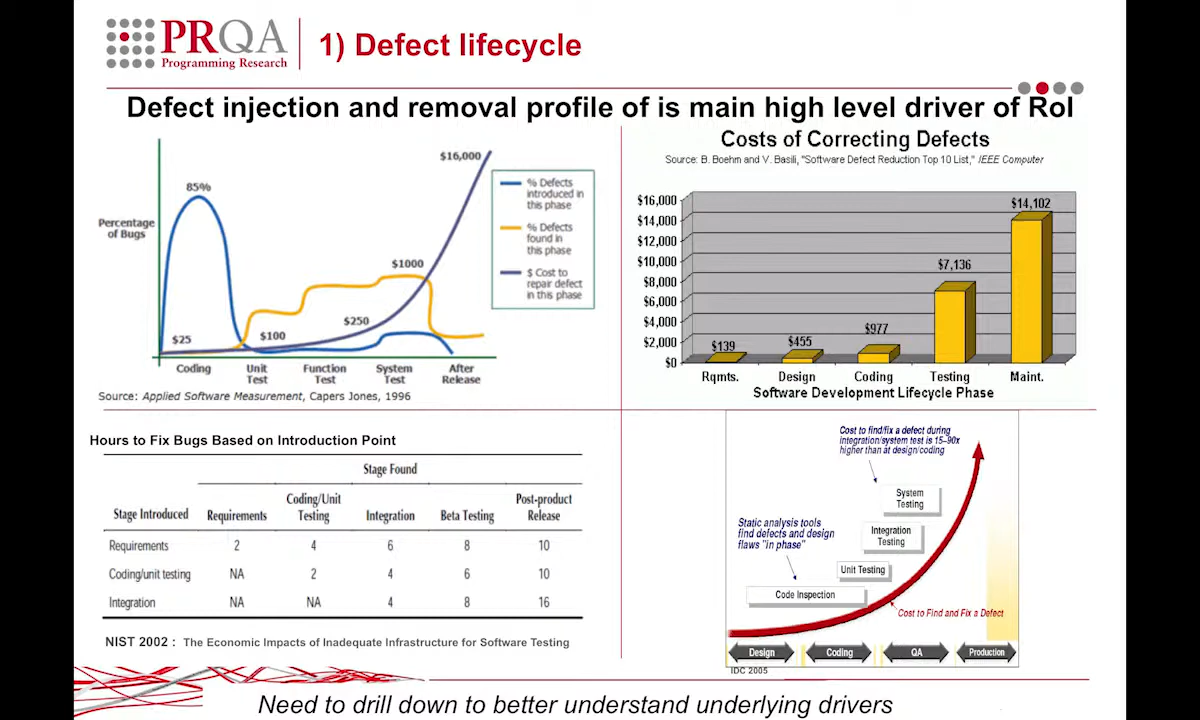 PRQA
Programming Research
1) Defect lifecycle
Defect injection and removal profile of is main high level driver of RoI
Percentage
of Bugs
85%
$25
$100
$250
$1000
$16,000
% Defects
introduced in
this phase
% Defects
found in
this phase
$ Cost to
repair defect
in this phase
Coding
Unit
Test
Function
Test
System
Test
After
Release
Source: Applied Software Measurement, Capers Jones, 1996
Costs of Correcting Defects
Source: B. Boehm and V. Basili, "Software Defect Reduction Top 10 List," IEEE Computer
$16,000
$14,000
$12,000
$10,000
$8,000
$6,000
$4,000
$2,000
$0
$139
$455
$977
$7,136
$14,102
Rqmts. Design Coding Testing Maint.
Software Development Lifecycle Phase
Hours to Fix Bugs Based on Introduction Point
Stage Found
Stage Introduced
Requirements
Coding/Unit
Testing
Integration
Beta Testing
Post-product
Release
Requirements 2 4 6 8 10
Coding/unit testing NA 2 4 6 10
Integration NA NA 4 8 16
NIST 2002 : The Economic Impacts of Inadequate Infrastructure for Software Testing
Cost to find/fix a defect during
integration/system test is 15-90x
higher than at design/coding
System
Testing
Static analysis tools
find defects and design
flaws "in phase"
Integration
Testing
Unit Testing
Code Inspection
Cost to Find and Fix a Defect
Design Coding QA Production
IDC 2005
Need to drill down to better understand underlying drivers